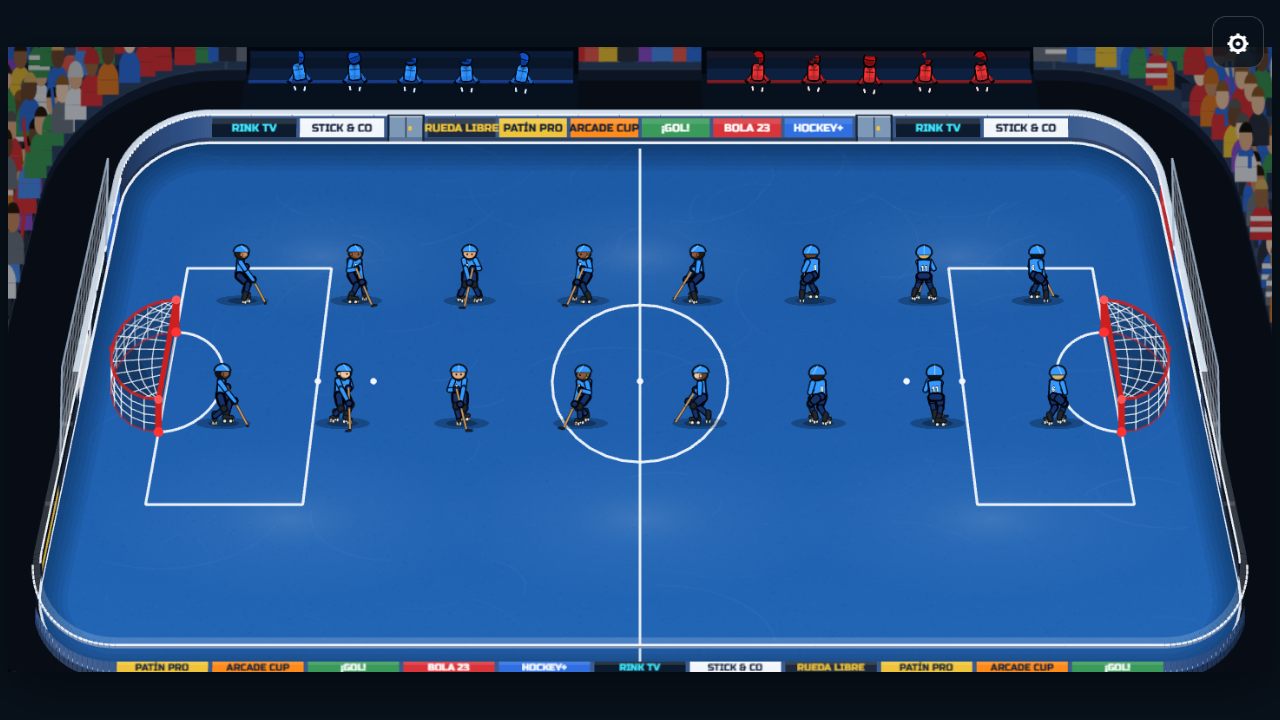 RINK TV STICK & CO RUEDA LIBRE PATÍN PRO ARCADE CUP ¡GOL! BOLA 23 HOCKEY+ RINK TV STICK & CO
11
PATÍN PRO ARCADE CUP ¡GOL! BOLA 23 HOCKEY+ RINK TV STICK & CO RUEDA LIBRE PATÍN PRO ARCADE CUP ¡GOL!